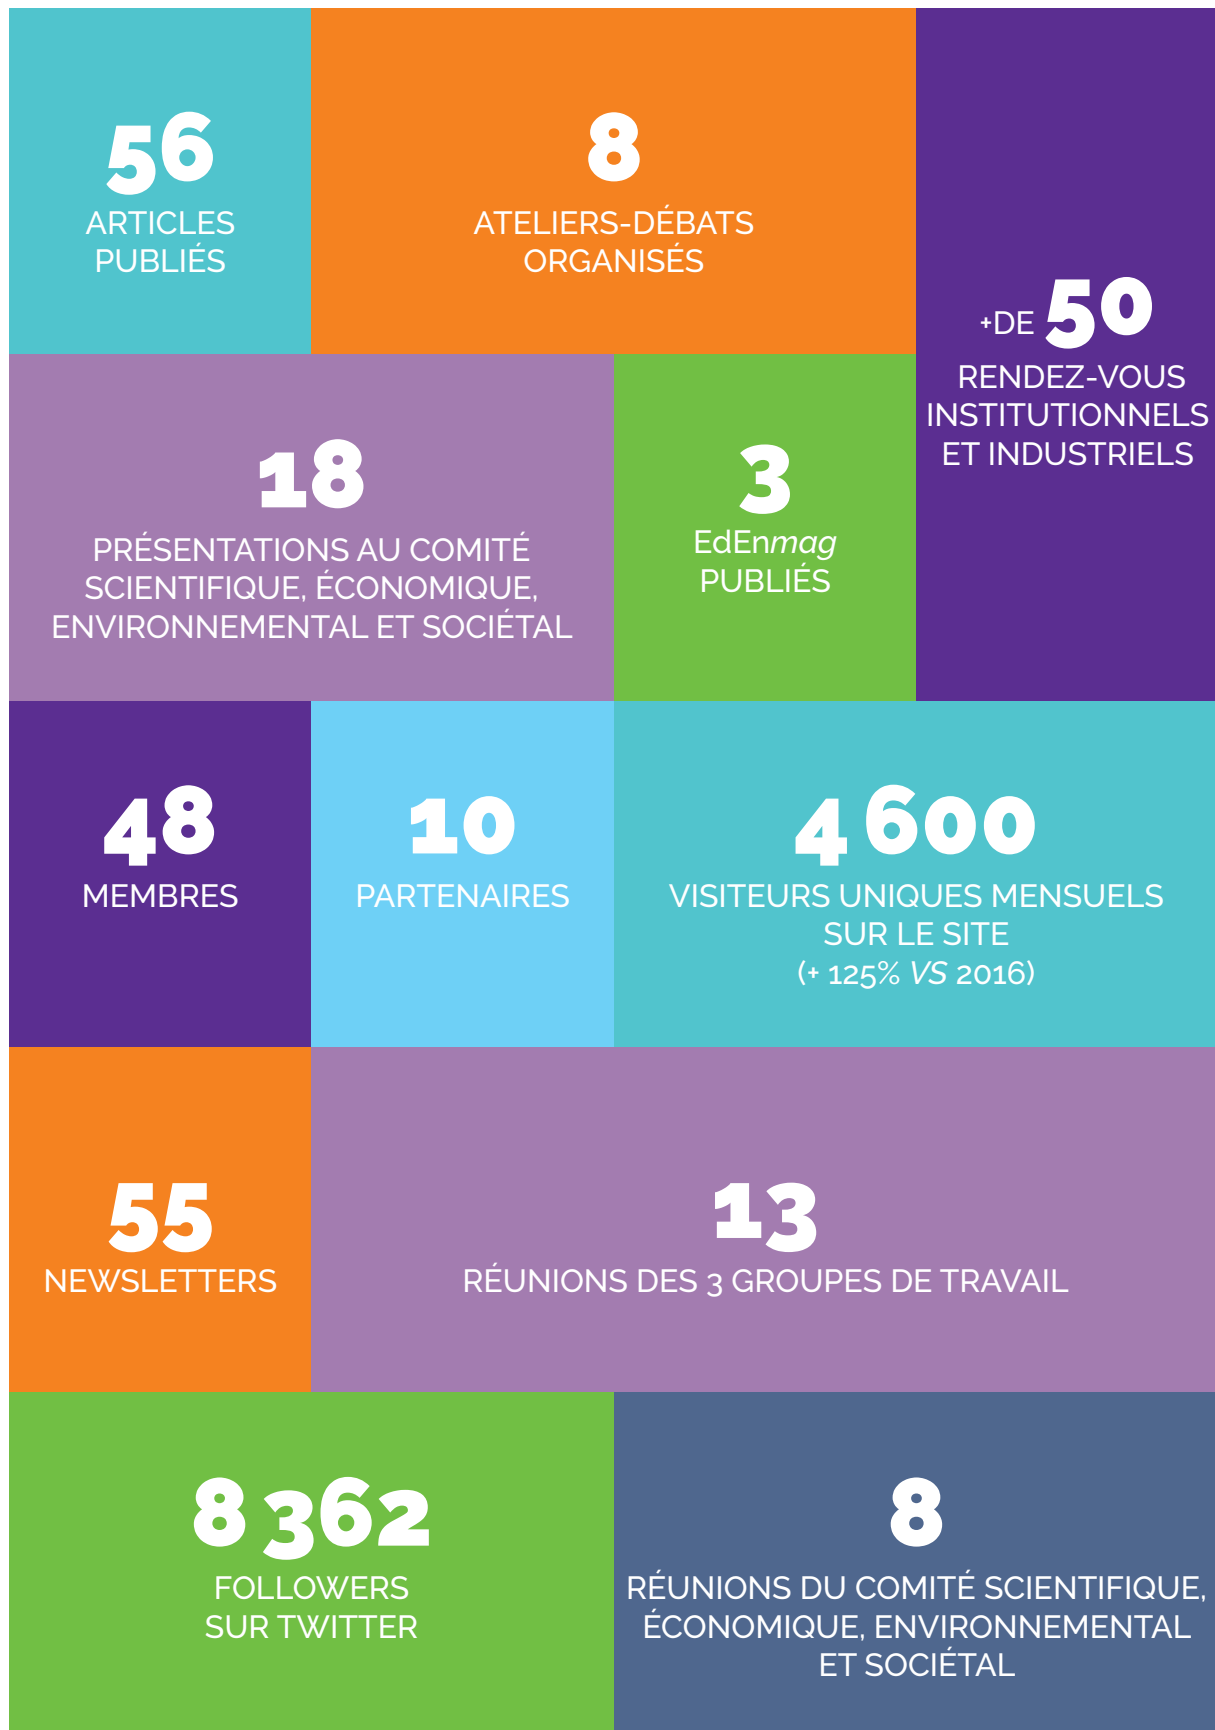 56
ARTICLES
PUBLIÉS
8
ATELIERS-DÉBATS
ORGANISÉS
+DE 50
RENDEZ-VOUS
INSTITUTIONNELS
ET INDUSTRIELS
18
PRÉSENTATIONS AU COMITÉ
SCIENTIFIQUE, ÉCONOMIQUE,
ENVIRONNEMENTAL ET SOCIÉTAL
3
EdEnmag
PUBLIÉS
48
MEMBRES
10
PARTENAIRES
4 600
VISITEURS UNIQUES MENSUELS
SUR LE SITE
(+ 125% VS 2016)
55
NEWSLETTERS
13
RÉUNIONS DES 3 GROUPES DE TRAVAIL
8 362
FOLLOWERS
SUR TWITTER
8
RÉUNIONS DU COMITÉ SCIENTIFIQUE,
ÉCONOMIQUE, ENVIRONNEMENTAL
ET SOCIÉTAL